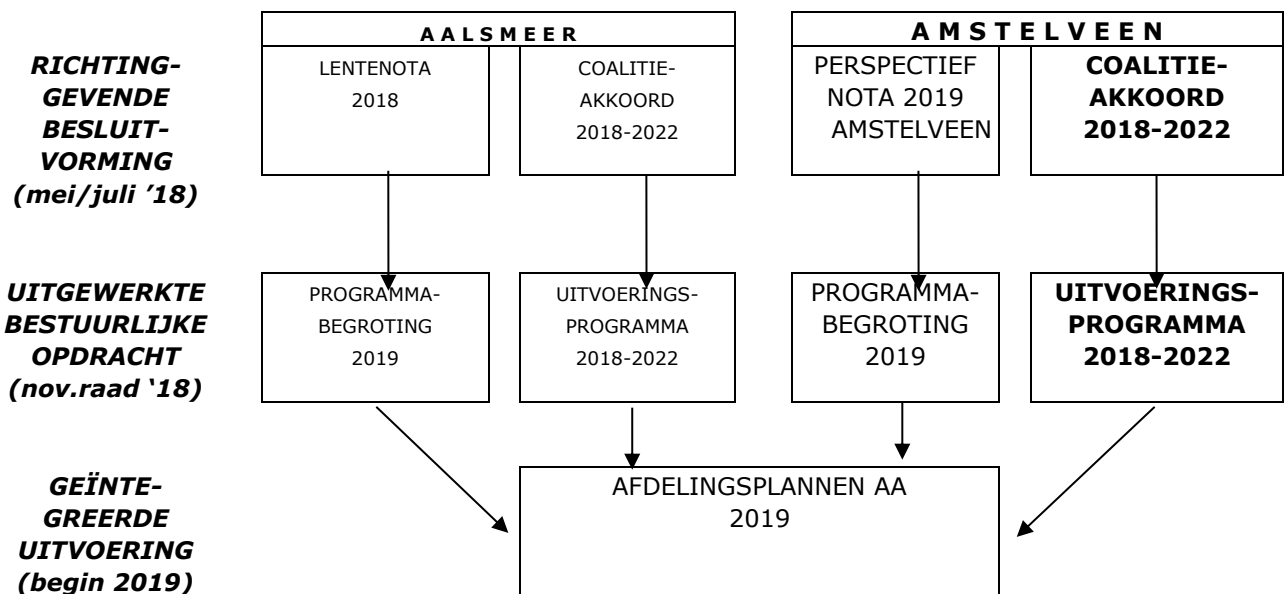 A A L S M E E R
A M S T E L V E E N
RICHTING-
GEVENDE
BESLUIT-
VORMING
(mei/juli ’18)
LENTENOTA
2018
COALITIE-
AKKOORD
2018-2022
PERSPECTIEF
NOTA 2019
AMSTELVEEN
COALITIE-
AKKOORD
2018-2022
UITGEWERKTE
BESTUURLIJKE
OPDRACHT
(nov.raad ‘18)
PROGRAMMA-
BEGROTING
2019
UITVOERINGS-
PROGRAMMA
2018-2022
PROGRAMMA-
BEGROTING
2019
UITVOERINGS-
PROGRAMMA
2018-2022
GEÏNTE-
GREERDE
UITVOERING
(begin 2019)
AFDELINGSPLANNEN AA
2019